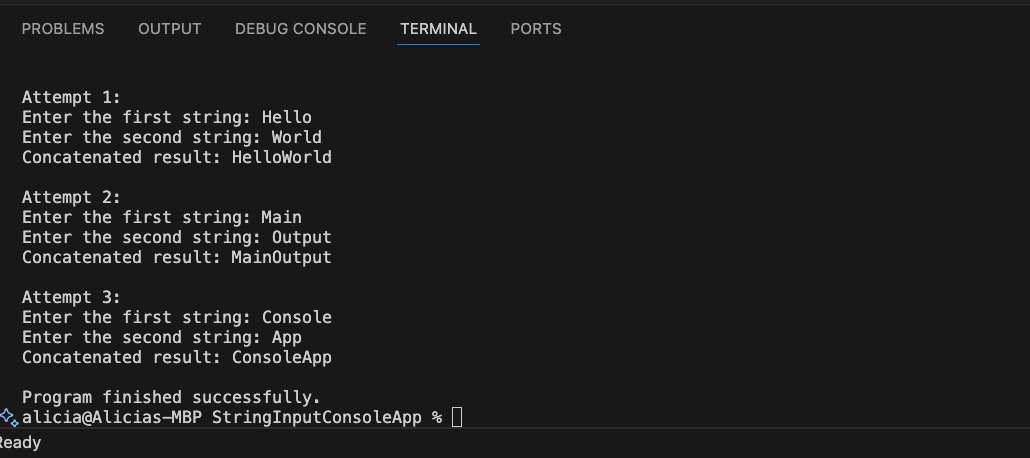 PROBLEMS OUTPUT DEBUG CONSOLE TERMINAL PORTS
Attempt 1:
Enter the first string: Hello
Enter the second string: World
Concatenated result: HelloWorld
Attempt 2:
Enter the first string: Main
Enter the second string: Output
Concatenated result: MainOutput
Attempt 3:
Enter the first string: Console
Enter the second string: App
Concatenated result: ConsoleApp
Program finished successfully.
alicia@Alicias-MBP StringInputConsoleApp %
Ready